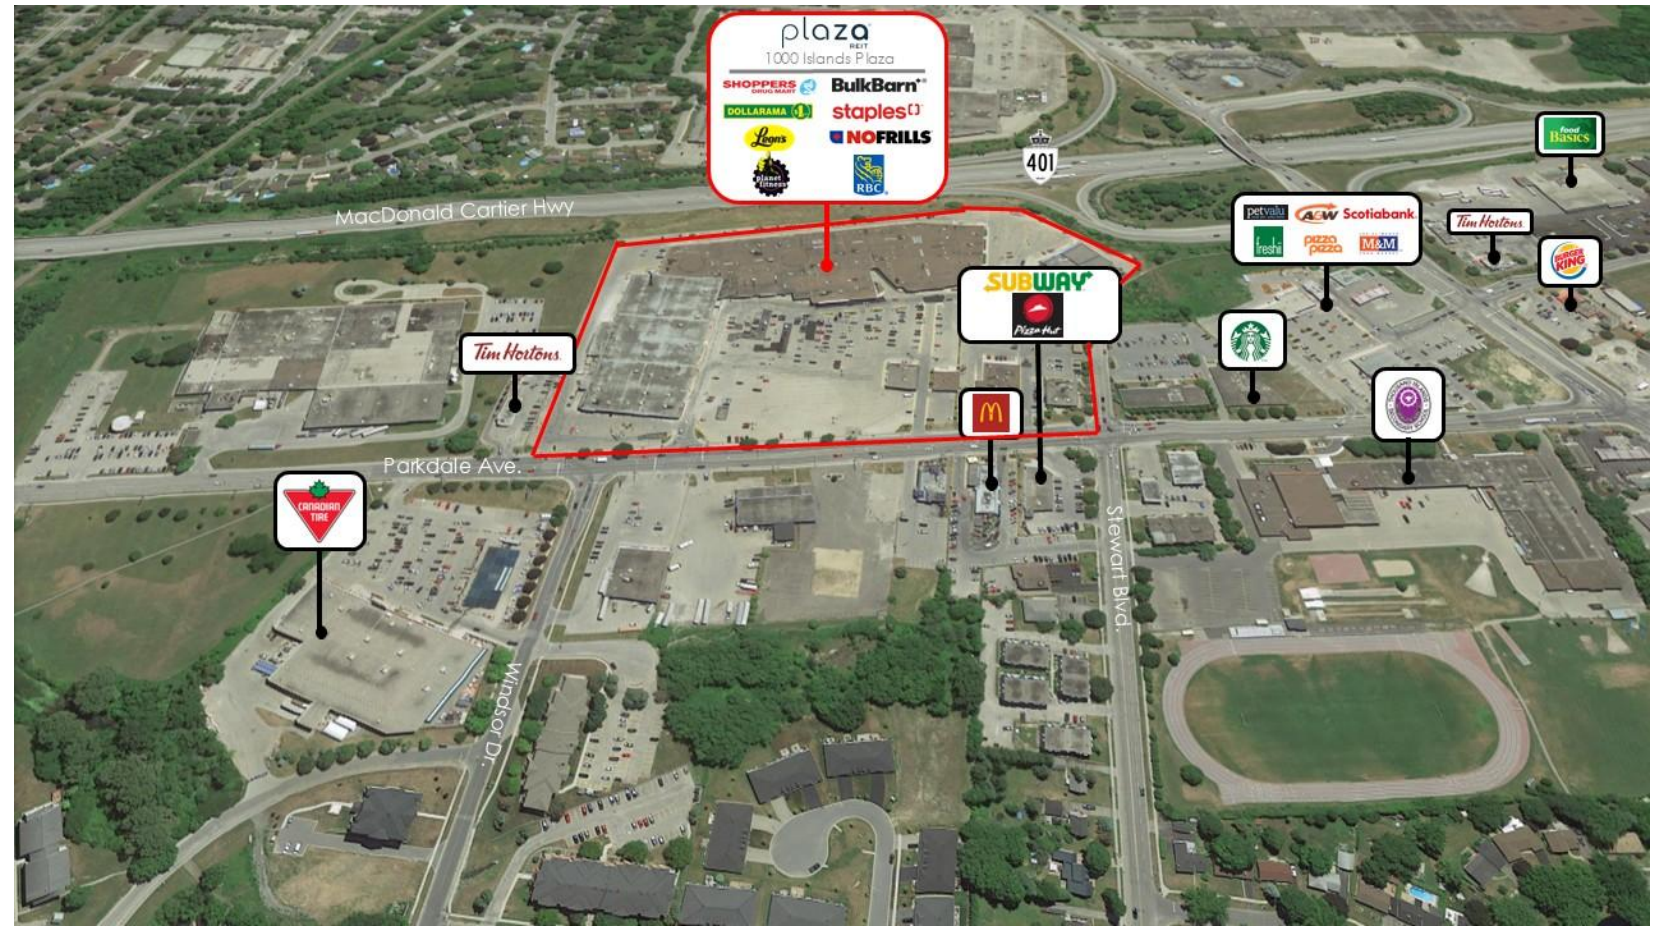 plaza
REIT
1000 Islands Plaza
SHOPPERS
DRUG MART
BulkBarn
DOLLARAMA
staples
Leon's
NOFRILLS
planet
fitness
RBC
401
MacDonald Cartier Hwy
food
Basics
petvalu
A&W
Scotiabank
freshii
pizza
pizza
M&M
Tim Hortons
BURGER
KING
SUBWAY
Pizza Hut
Tim Hortons
Parkdale Ave.
CANADIAN
TIRE
Stewart Blvd.
Windsor Dr.